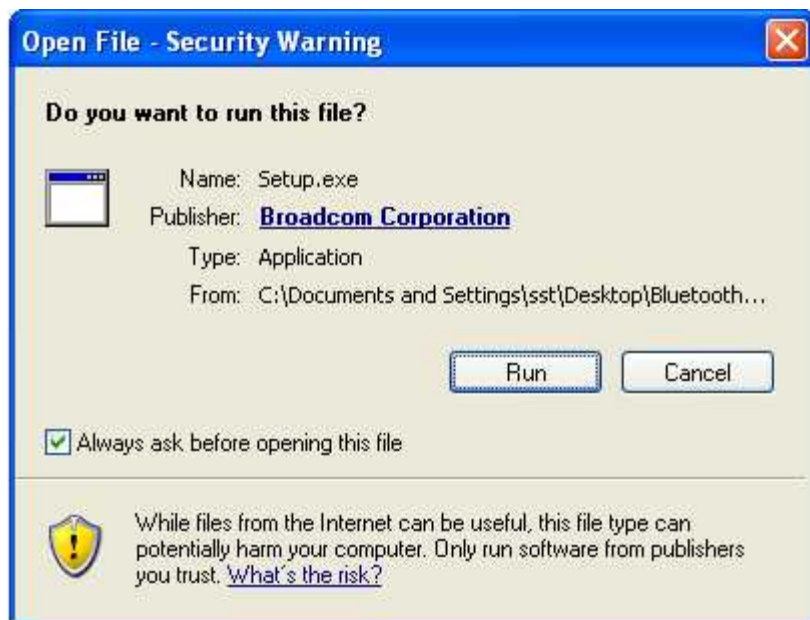 Open File - Security Warning
Do you want to run this file?
Name: Setup.exe
Publisher: Broadcom Corporation
Type: Application
From: C:\Documents and Settings\sst\Desktop\Bluetooth...
Run Cancel
Always ask before opening this file
While files from the Internet can be useful, this file type can
potentially harm your computer. Only run software from publishers
you trust. What's the risk?